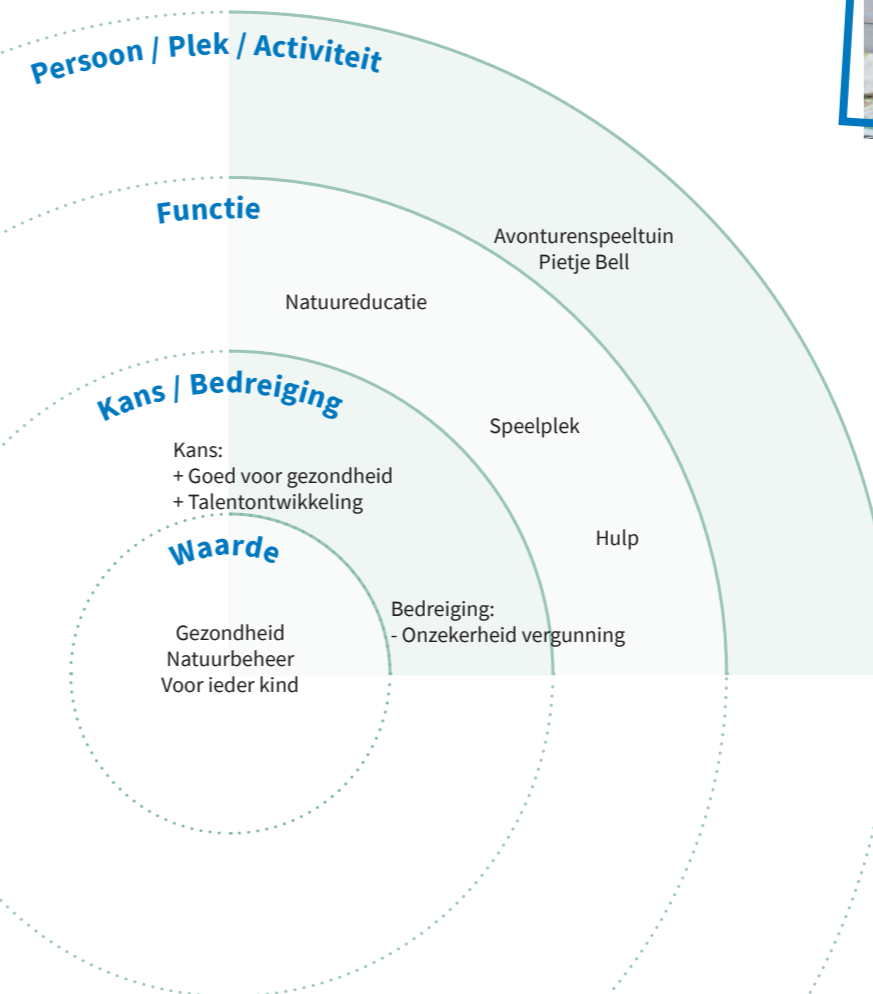 Persoon / Plek / Activiteit
Avonturenspeeltuin
Pietje Bell
Functie
Natuureducatie
Speelplek
Hulp
Kans / Bedreiging
Kans:
+ Goed voor gezondheid
+ Talentontwikkeling
Bedreiging:
- Onzekerheid vergunning
Waarde
Gezondheid
Natuurbeheer
Voor ieder kind